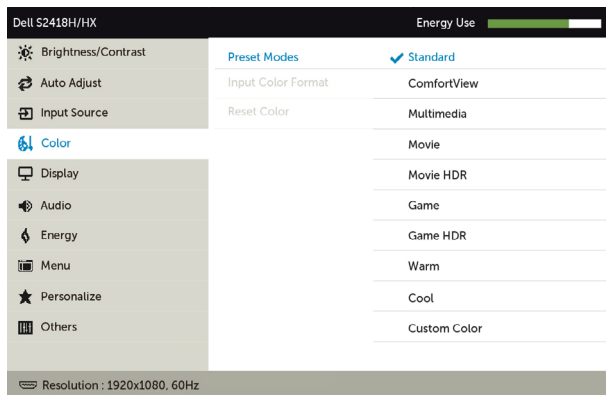 Dell S2418H/HX
Energy Use
Brightness/Contrast
Auto Adjust
Input Source
Color
Display
Audio
Energy
Menu
Personalize
Others
Preset Modes
Input Color Format
Reset Color
Standard
ComfortView
Multimedia
Movie
Movie HDR
Game
Game HDR
Warm
Cool
Custom Color
Resolution : 1920x1080, 60Hz